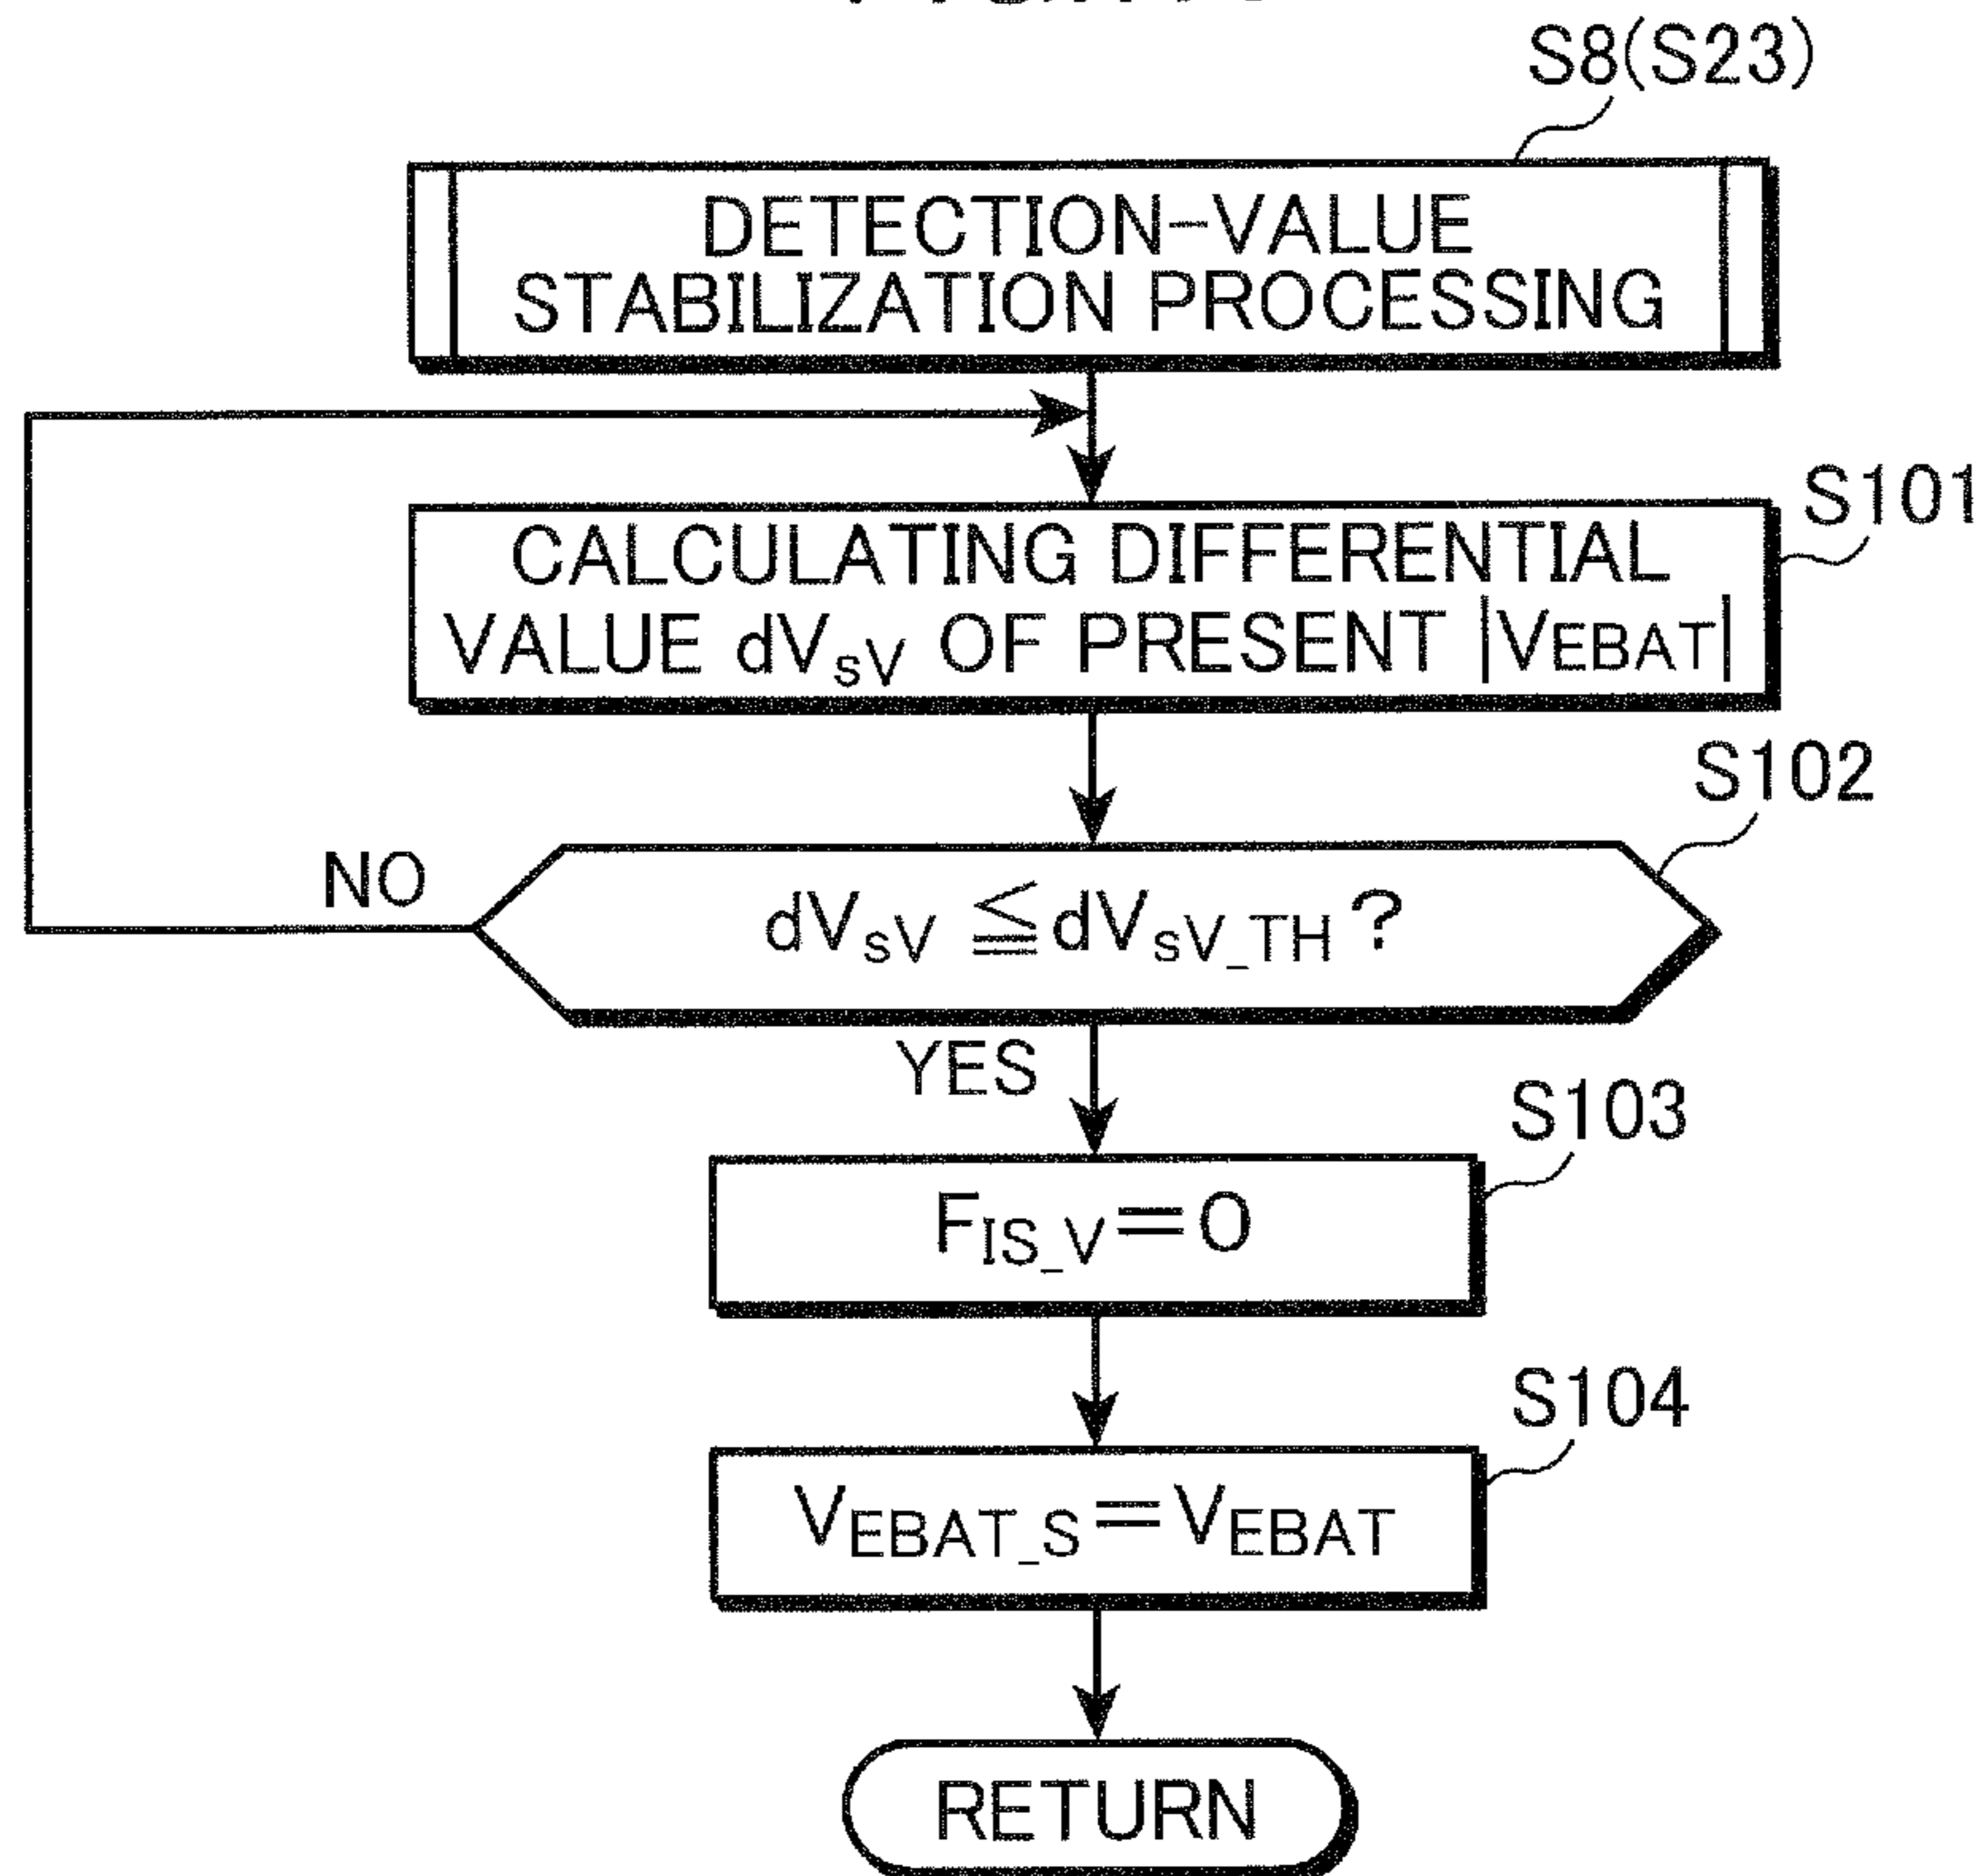 S8(S23)
DETECTION-VALUE
STABILIZATION PROCESSING
S101
CALCULATING DIFFERENTIAL
VALUE dVsV OF PRESENT |VEBAT|
S102
NO
dVsV ≦ dVsV_TH ?
YES
S103
FIS_V=0
S104
VEBAT_S=VEBAT
RETURN